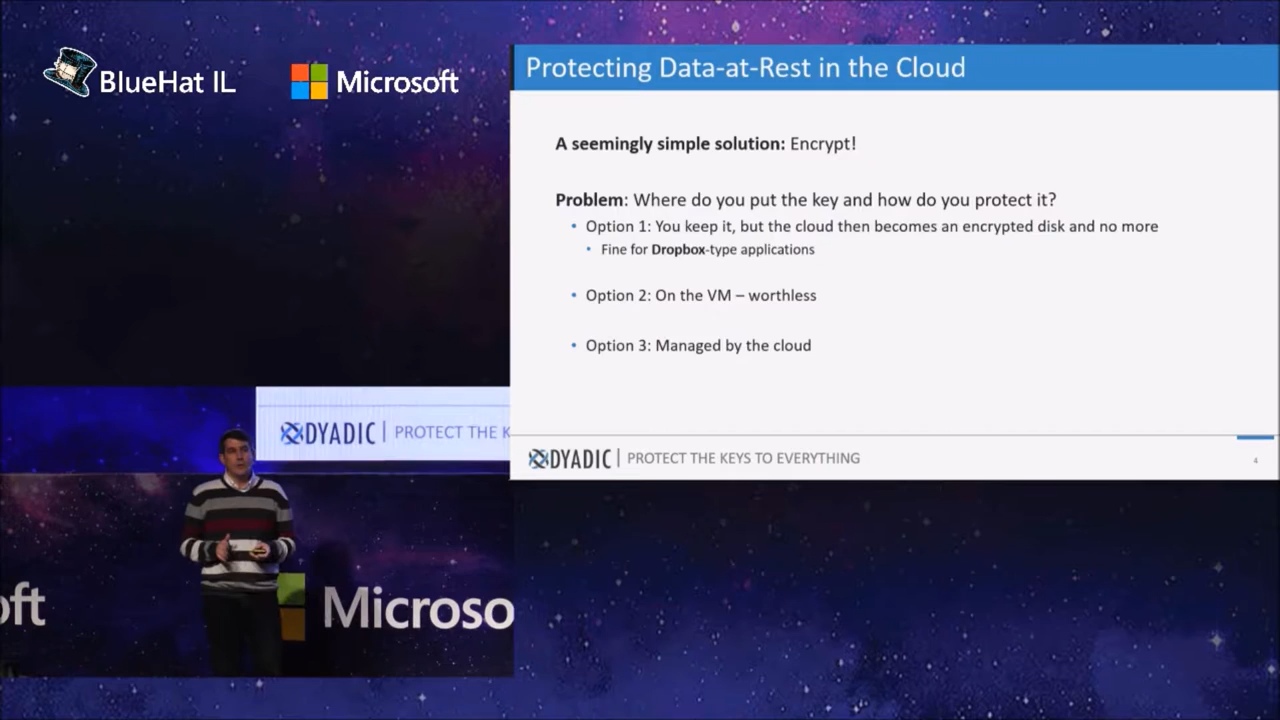 BlueHat IL
Microsoft
Protecting Data-at-Rest in the Cloud
A seemingly simple solution: Encrypt!
Problem: Where do you put the key and how do you protect it?
• Option 1: You keep it, but the cloud then becomes an encrypted disk and no more
• Fine for Dropbox-type applications
• Option 2: On the VM – worthless
• Option 3: Managed by the cloud
DYADIC | PROTECT THE KEYS TO EVERYTHING
4
DYADIC | PROTECT THE K
oft
Microso